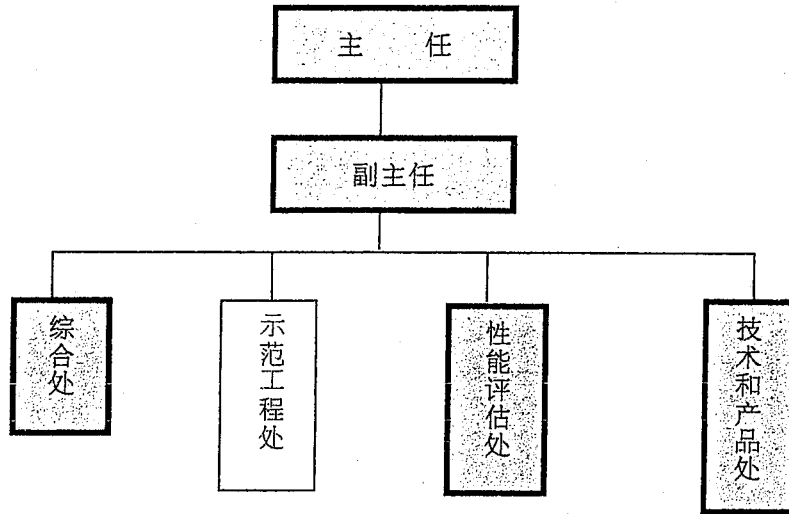 主 任
副主任
综合处
示范工程处
性能评估处
技术和产品处